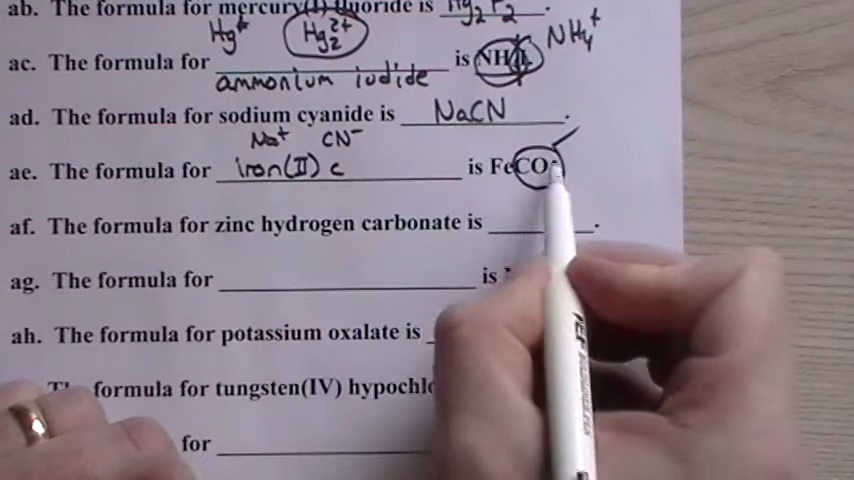 ab. The formula for mercury(I) fluoride is Hg2F2.
Hg+ Hg2 2+ NH4+
ac. The formula for ammonium iodide is NH4I.
ad. The formula for sodium cyanide is NaCN.
Na+ CN-
ae. The formula for iron(II) c is FeCO
af. The formula for zinc hydrogen carbonate is .
ag. The formula for is
ah. The formula for potassium oxalate is
formula for tungsten(IV)
for